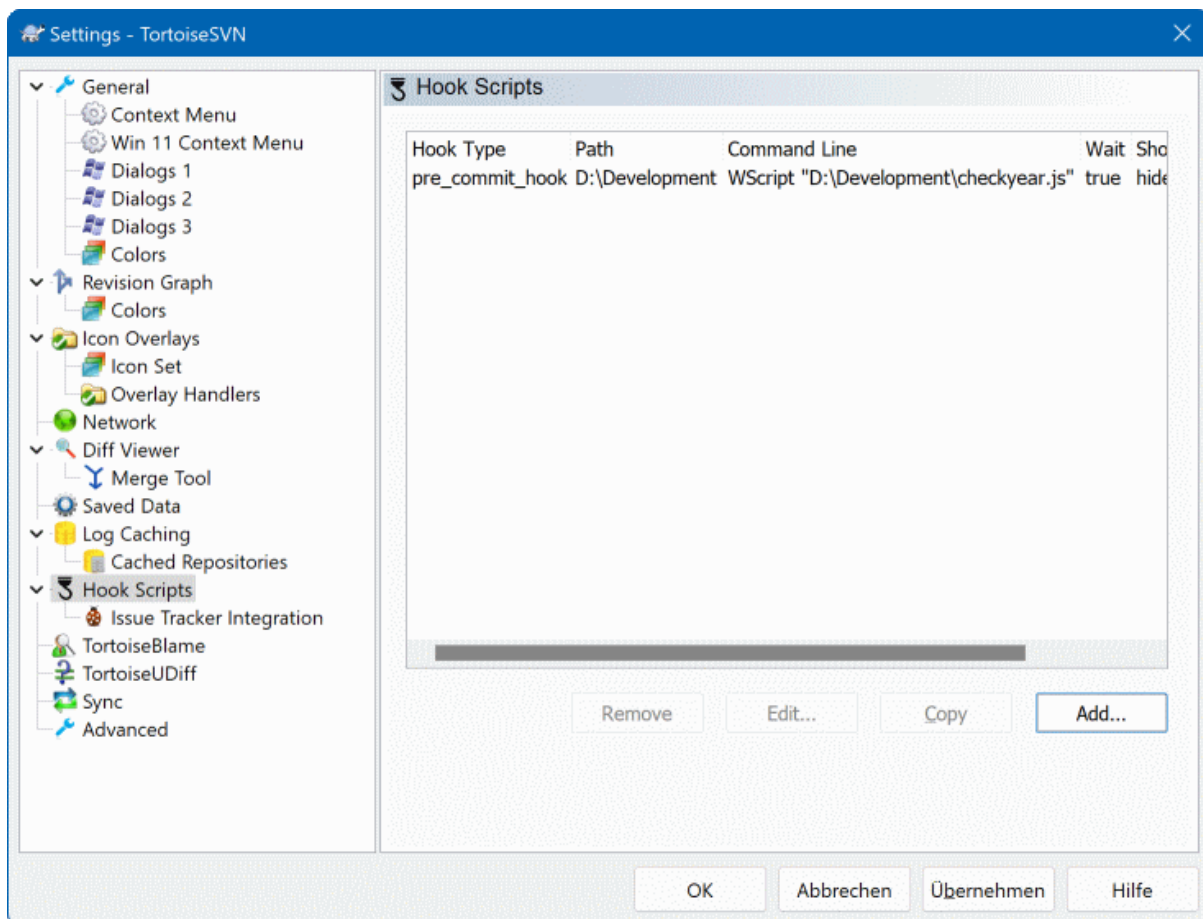 Settings - TortoiseSVN
General
Context Menu
Win 11 Context Menu
Dialogs 1
Dialogs 2
Dialogs 3
Colors
Revision Graph
Colors
Icon Overlays
Icon Set
Overlay Handlers
Network
Diff Viewer
Merge Tool
Saved Data
Log Caching
Cached Repositories
Hook Scripts
Issue Tracker Integration
TortoiseBlame
TortoiseUDiff
Sync
Advanced
Hook Scripts
Hook Type Path Command Line Wait Sho
pre_commit_hook D:\Development WScript "D:\Development\checkyear.js" true hide
Remove Edit... Copy Add...
OK Abbrechen Übernehmen Hilfe